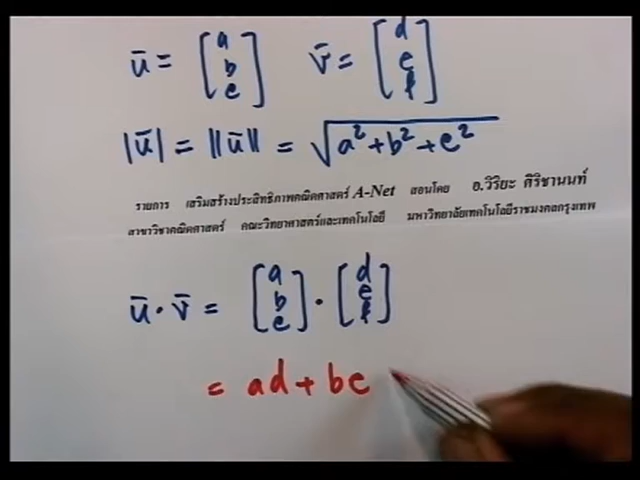 ū = [a b c] v̄ = [d e f]
|ū| = ||ū|| = √a²+b²+c²
รายการ เสริมสร้างประสิทธิภาพคณิตศาสตร์ A-Net สอนโดย อ.วิริยะ ศิริชานนท์
สาขาวิชาคณิตศาสตร์ คณะวิทยาศาสตร์และเทคโนโลยี มหาวิทยาลัยเทคโนโลยีราชมงคลกรุงเทพ
ū · v̄ = [a b c] · [d e f]
= ad + be